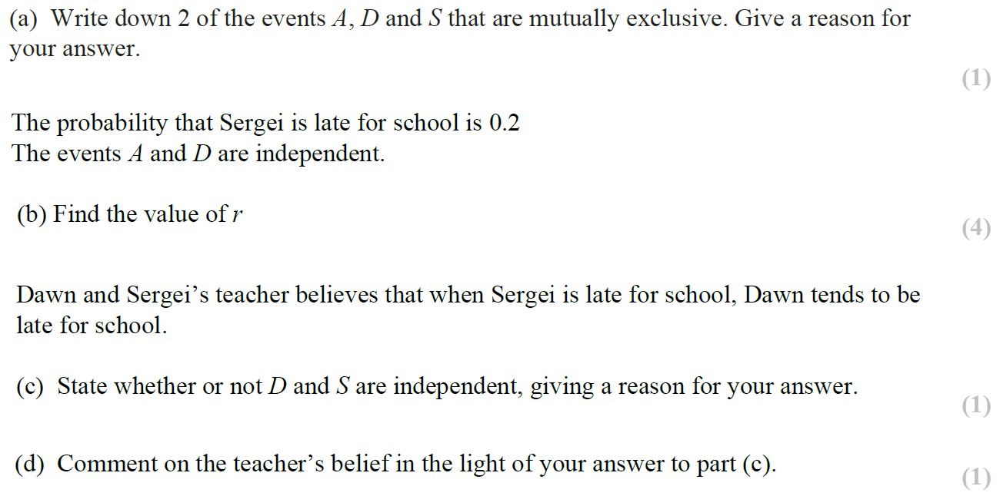 (a) Write down 2 of the events A, D and S that are mutually exclusive. Give a reason for
your answer.
(1)
The probability that Sergei is late for school is 0.2
The events A and D are independent.
(b) Find the value of r
(4)
Dawn and Sergei’s teacher believes that when Sergei is late for school, Dawn tends to be
late for school.
(c) State whether or not D and S are independent, giving a reason for your answer.
(1)
(d) Comment on the teacher’s belief in the light of your answer to part (c).
(1)